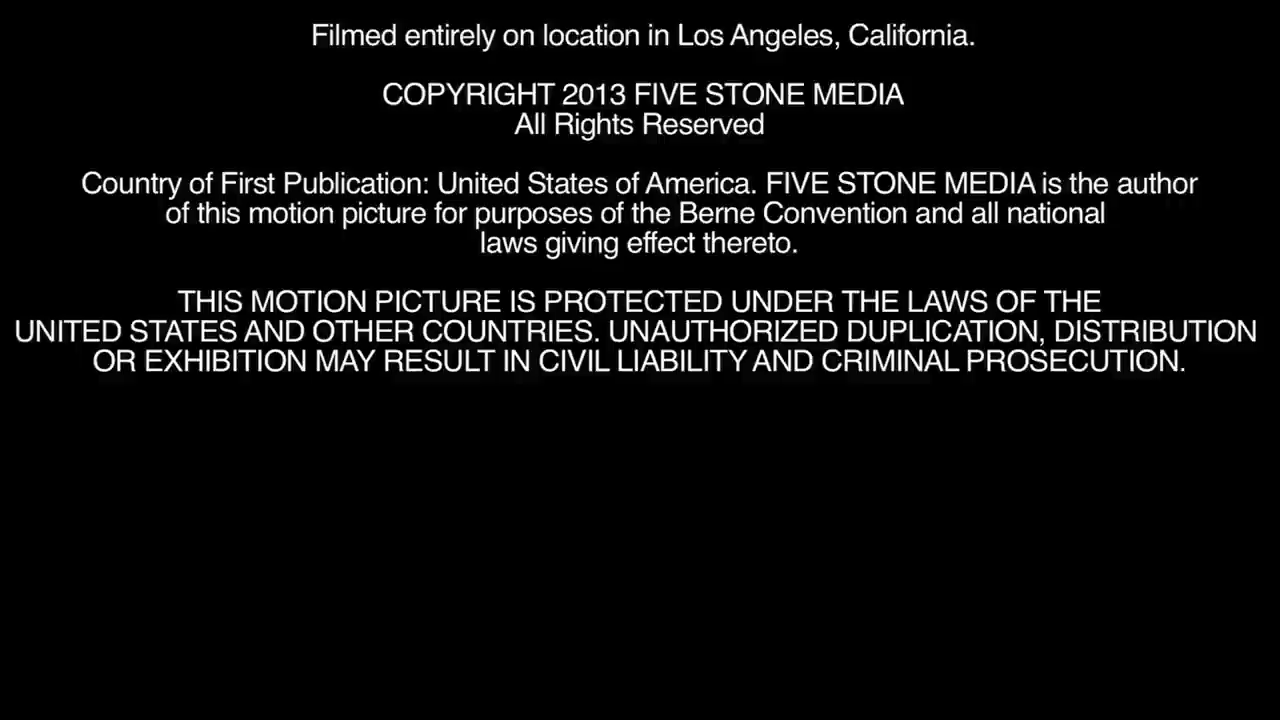 Filmed entirely on location in Los Angeles, California.
COPYRIGHT 2013 FIVE STONE MEDIA
All Rights Reserved
Country of First Publication: United States of America. FIVE STONE MEDIA is the author
of this motion picture for purposes of the Berne Convention and all national
laws giving effect thereto.
THIS MOTION PICTURE IS PROTECTED UNDER THE LAWS OF THE
UNITED STATES AND OTHER COUNTRIES. UNAUTHORIZED DUPLICATION, DISTRIBUTION
OR EXHIBITION MAY RESULT IN CIVIL LIABILITY AND CRIMINAL PROSECUTION.